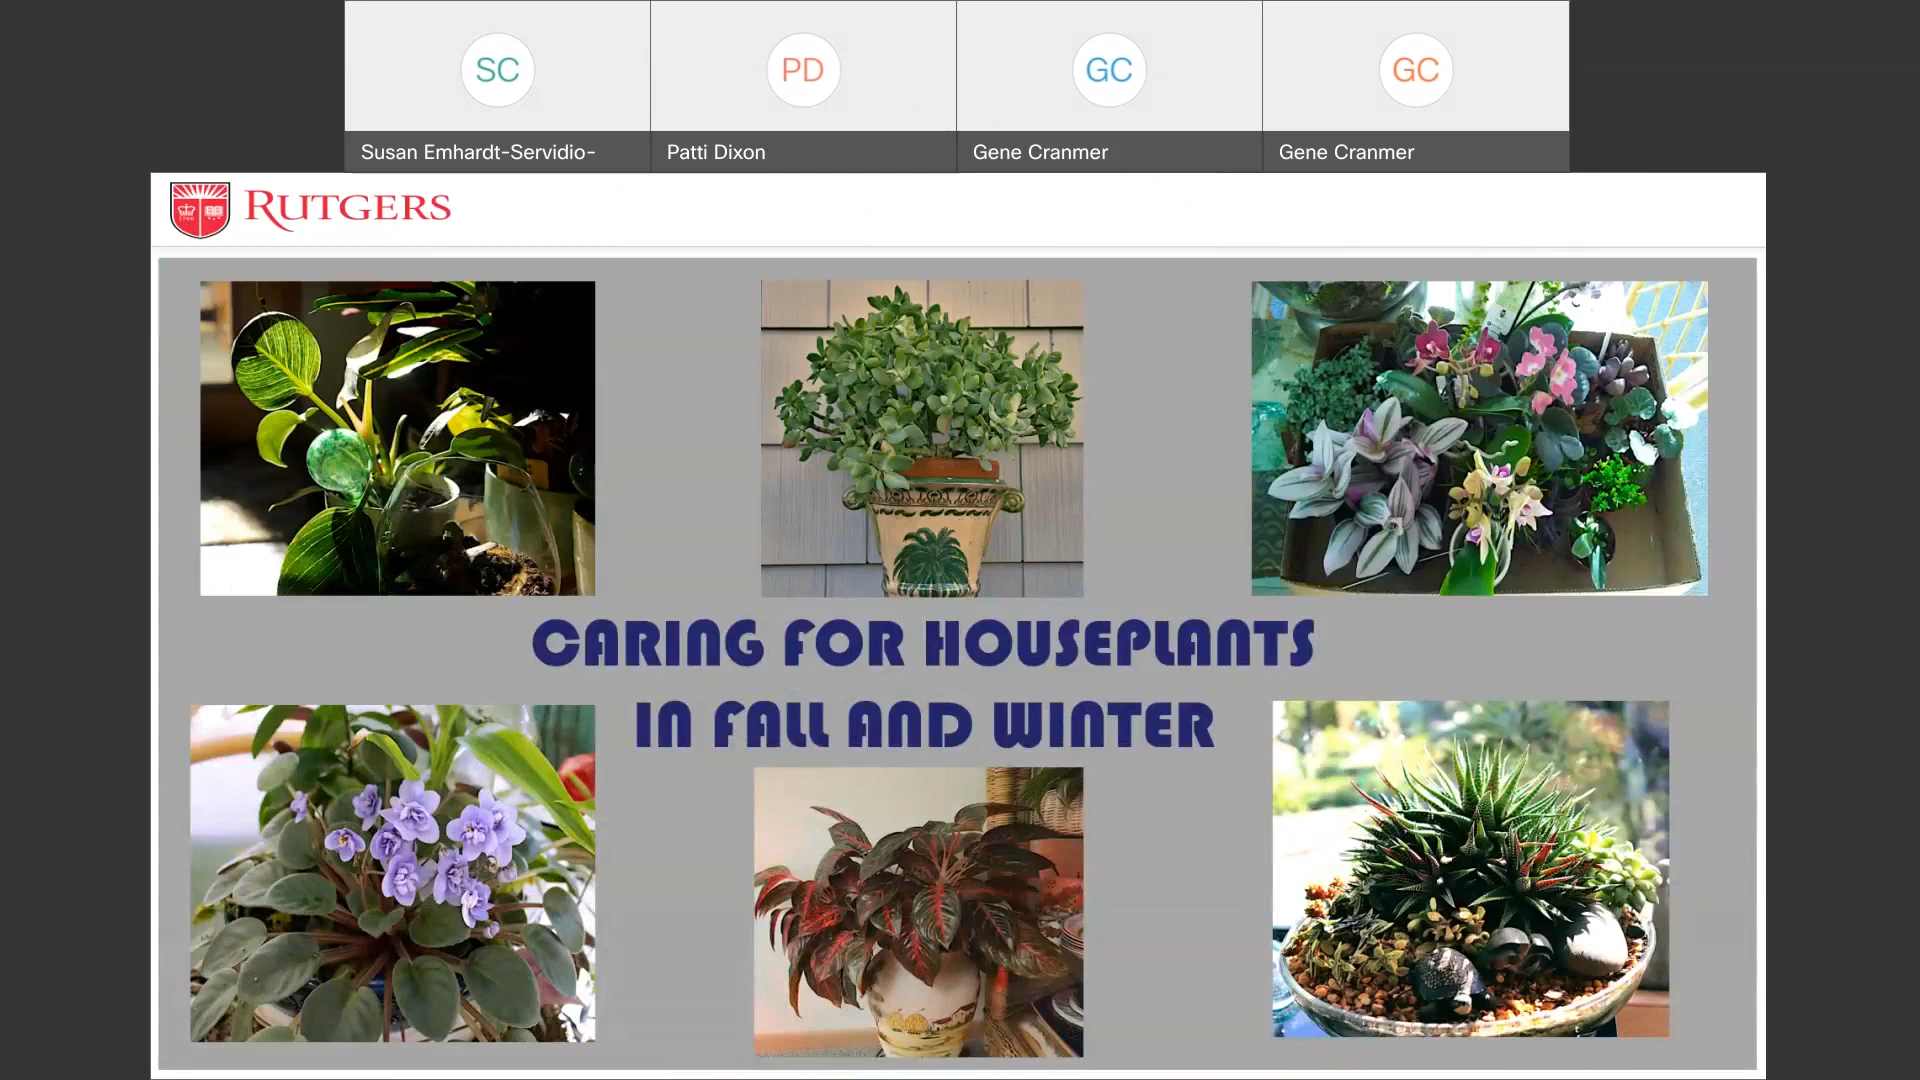 SC
PD
GC
GC
Susan Emhardt-Servidio-
Patti Dixon
Gene Cranmer
Gene Cranmer
RUTGERS
CARING FOR HOUSEPLANTS
IN FALL AND WINTER